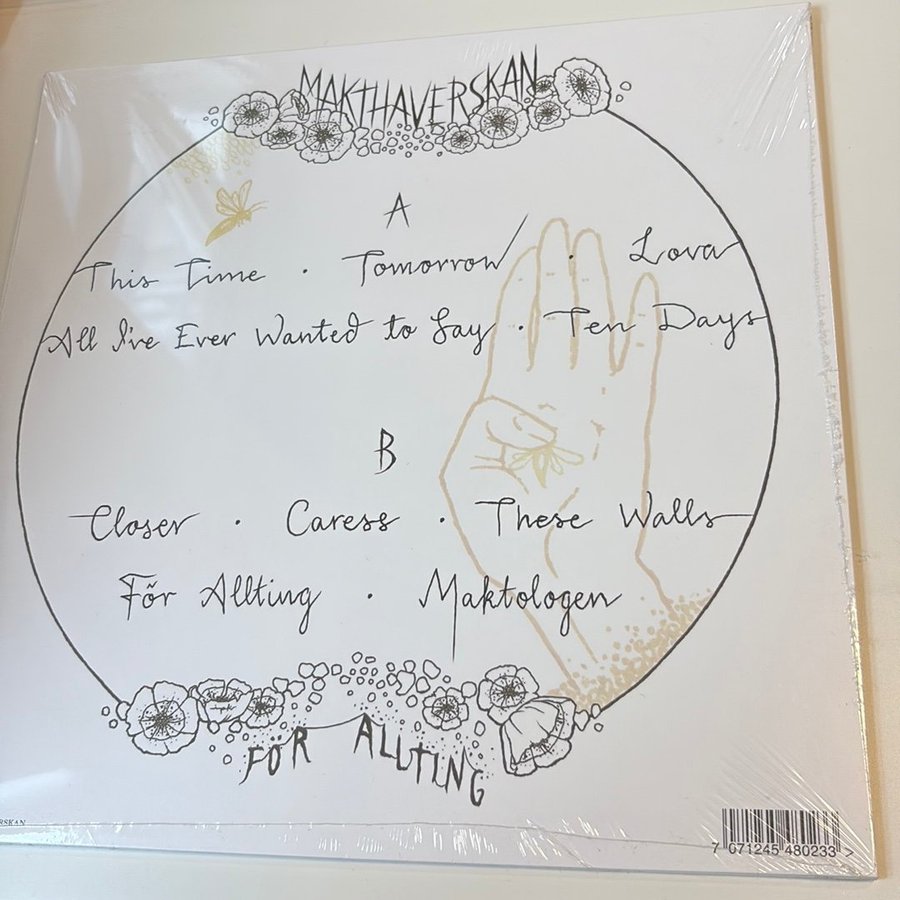 MAKTHAVERSKAN
A
This Time · Tomorrow · Lova
All I've Ever Wanted to Say · Ten Days
B
Closer · Caress · These Walls
För Allting · Maktologen
FÖR ALLTING
7 071245 480233 >